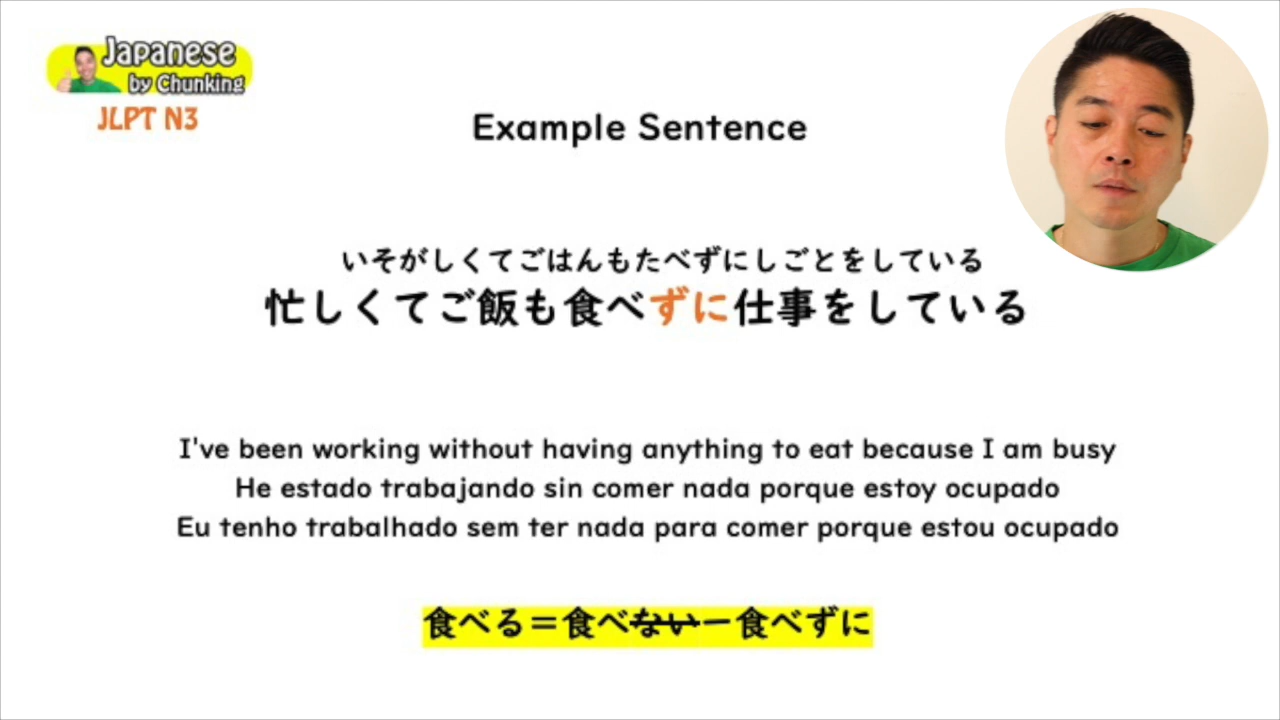 Japanese
by Chunking
JLPT N3
Example Sentence
いそがしくてごはんもたべずにしごとをしている
忙しくてご飯も食べずに仕事をしている
I've been working without having anything to eat because I am busy
He estado trabajando sin comer nada porque estoy ocupado
Eu tenho trabalhado sem ter nada para comer porque estou ocupado
食べる＝食べない－食べずに